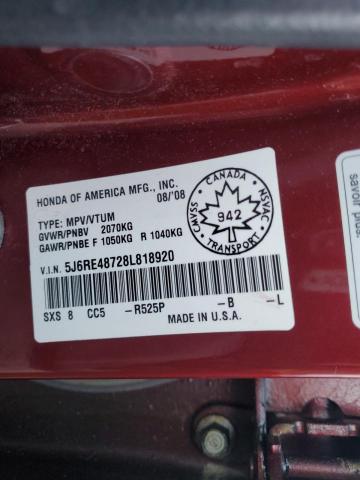 HONDA OF AMERICA MFG., INC.
08/'08
TYPE: MPV/VTUM
GVWR/PNBV 2070KG
GAWR/PNBE F 1050KG R 1040KG
CANADA
CMVSS
NSVAC
942
TRANSPORT
V.I.N. 5J6RE48728L818920
SXS 8 CC5 –R525P –B –L
MADE IN U.S.A.
savoir plus,